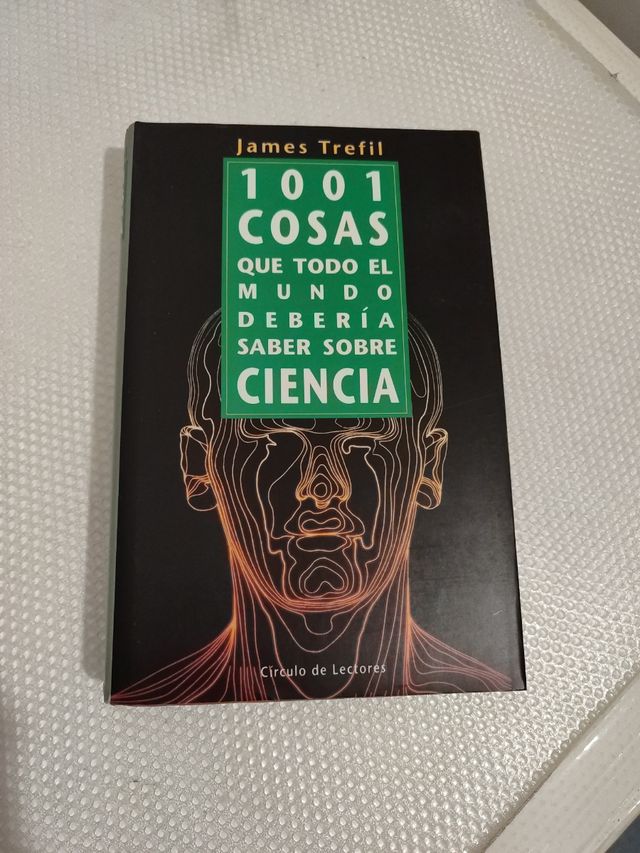 James Trefil
1001
COSAS
QUE TODO EL
MUNDO
DEBERÍA
SABER SOBRE
CIENCIA
Círculo de Lectores